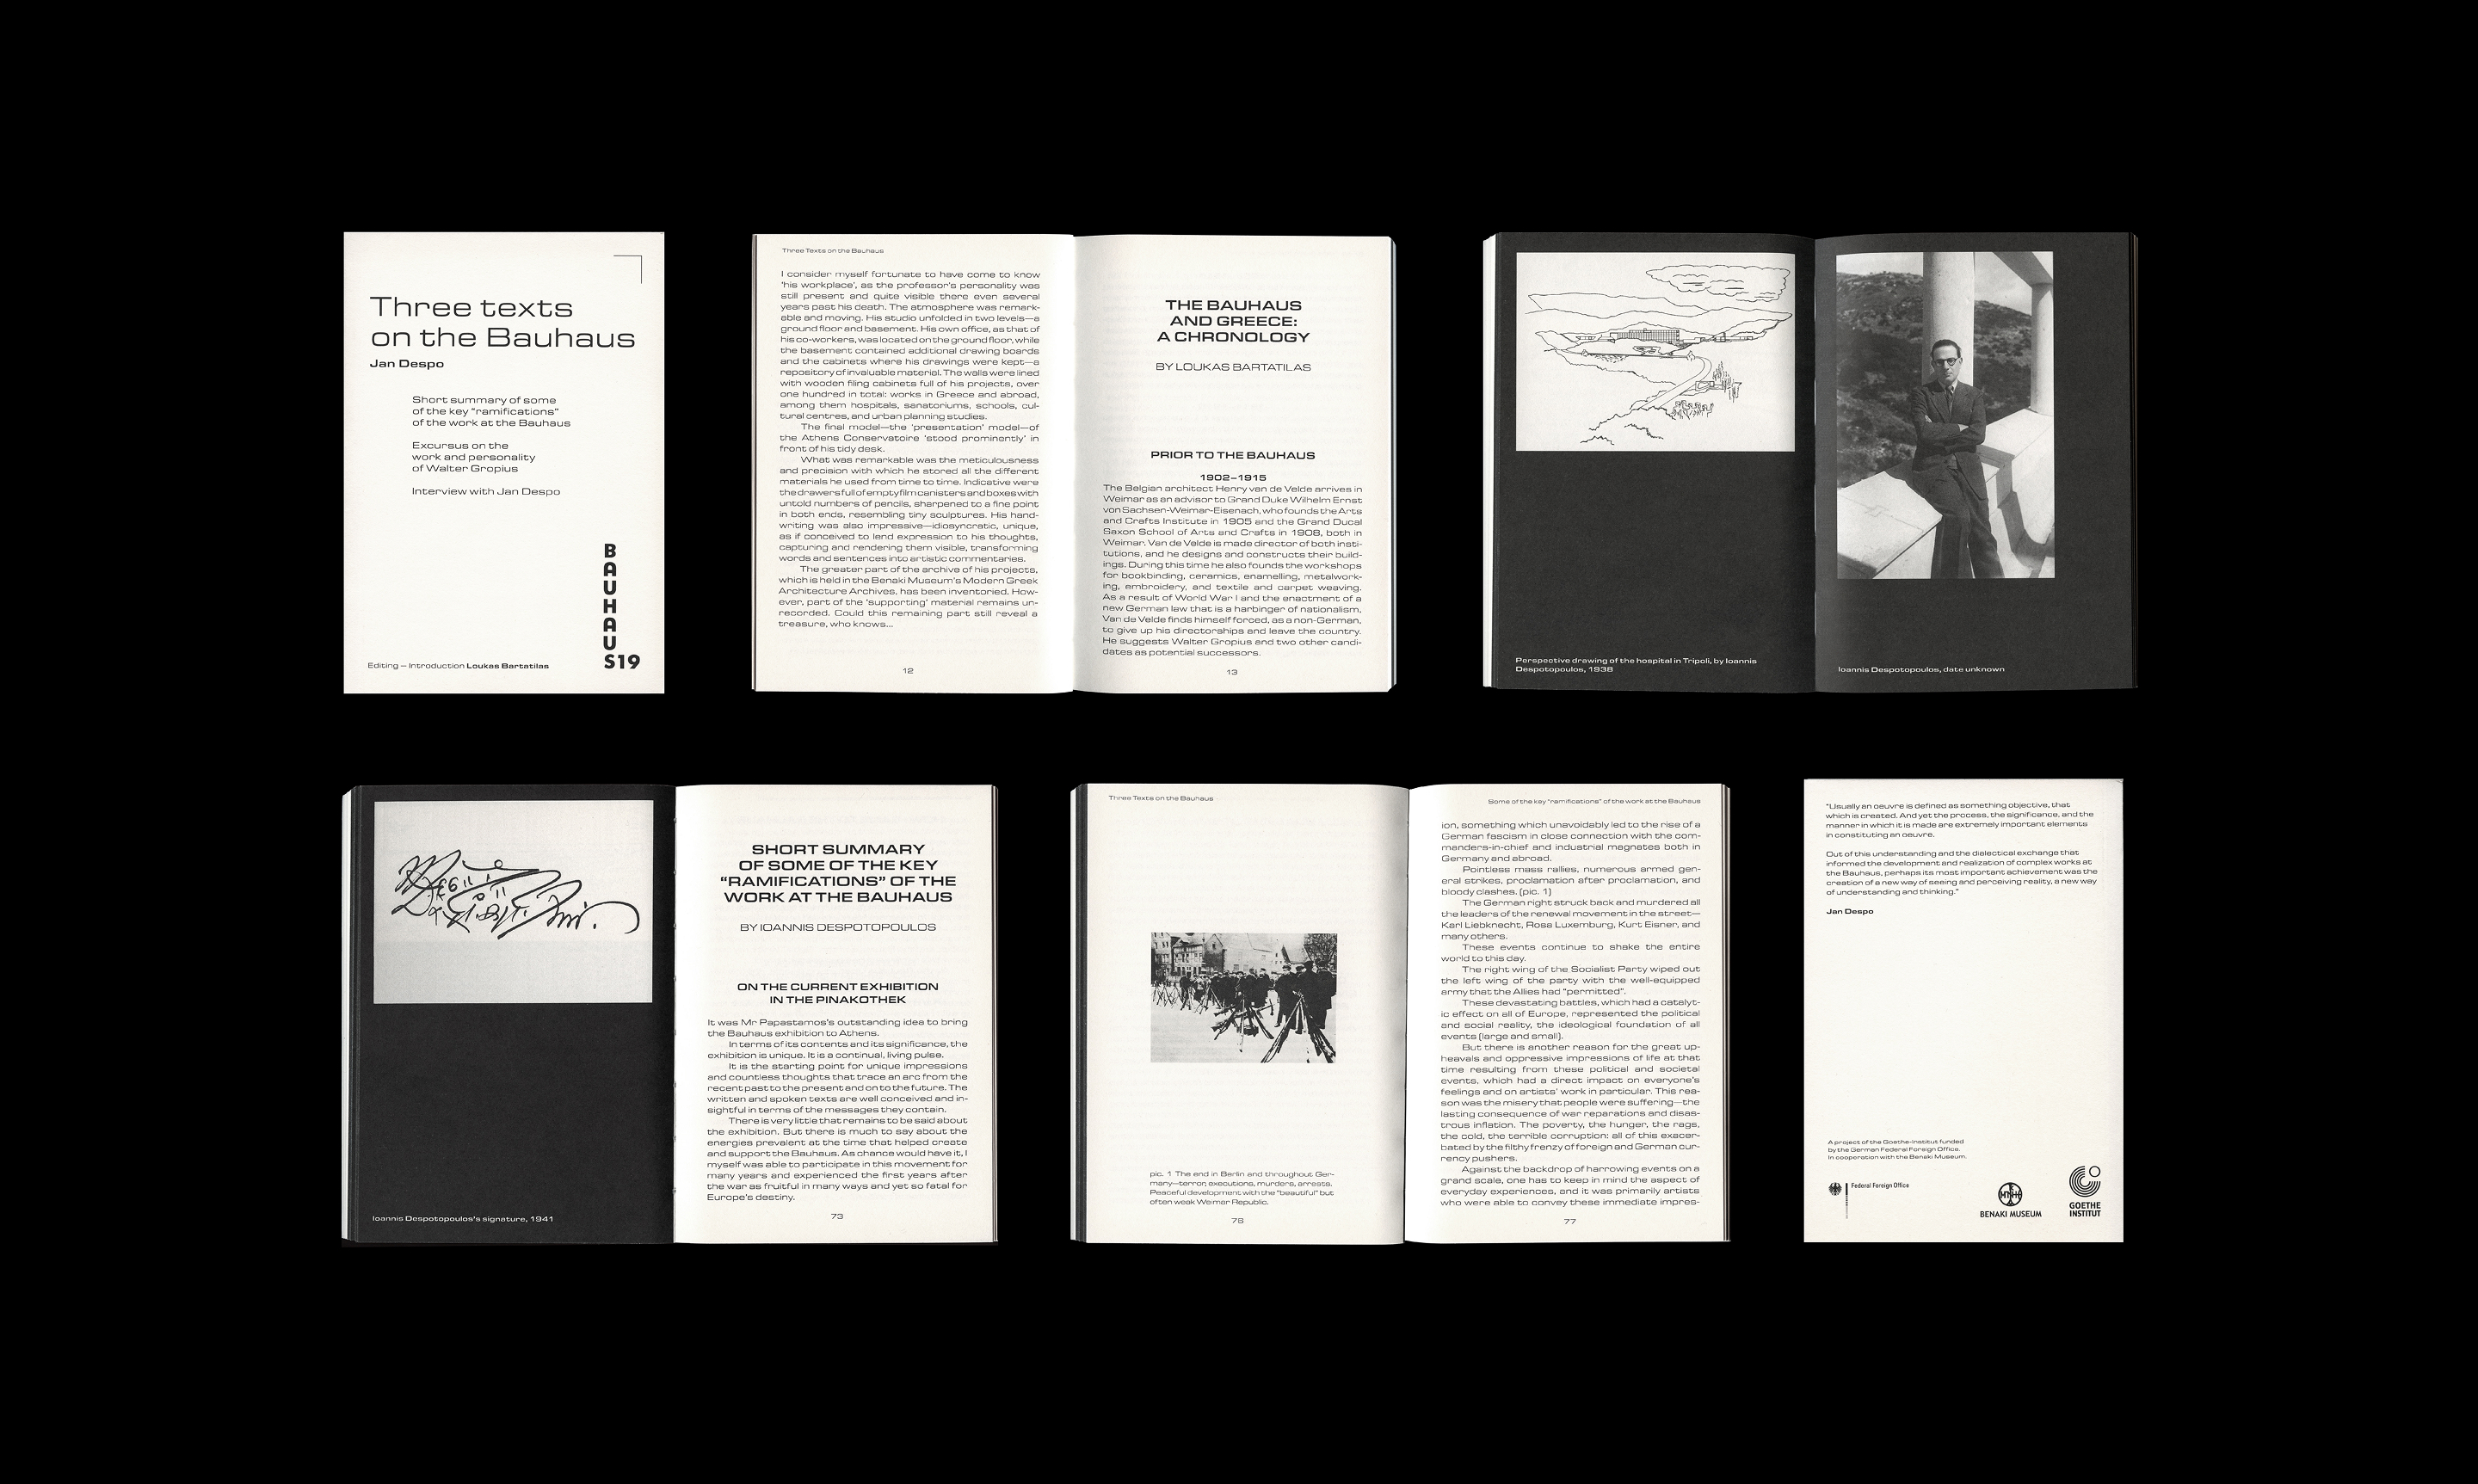 Three texts
on the Bauhaus
Jan Despo
Short summary of some
of the key “ramifications”
of the work at the Bauhaus
Excursus on the
work and personality
of Walter Gropius
Interview with Jan Despo
B
A
U
H
A
U
S19
Editing – Introduction Loukas Bartatilas
Three Texts on the Bauhaus
I consider myself fortunate to have come to know
‘his workplace’, as the professor’s personality was
still present and quite visible there even several
years past his death. The atmosphere was remark-
able and moving. His studio unfolded in two levels—a
ground floor and basement. His own office, as that of
his co-workers, was located on the ground floor, while
the basement contained additional drawing boards
and the cabinets where his drawings were kept—a
repository of invaluable material. The walls were lined
with wooden filing cabinets full of his projects, over
one hundred in total: works in Greece and abroad,
among them hospitals, sanatoriums, schools, cul-
tural centres, and urban planning studies.
The final model—the ‘presentation’ model—of
the Athens Conservatoire ‘stood prominently’ in
front of his tidy desk.
What was remarkable was the meticulousness
and precision with which he stored all the different
materials he used from time to time. Indicative were
the drawers full of empty film canisters and boxes with
untold numbers of pencils, sharpened to a fine point
in both ends, resembling tiny sculptures. His hand-
writing was also impressive—idiosyncratic, unique,
as if conceived to lend expression to his thoughts,
capturing and rendering them visible, transforming
words and sentences into artistic commentaries.
The greater part of the archive of his projects,
which is held in the Benaki Museum’s Modern Greek
Architecture Archives, has been inventoried. How-
ever, part of the ‘supporting’ material remains un-
recorded. Could this remaining part still reveal a
treasure, who knows...
12
THE BAUHAUS
AND GREECE:
A CHRONOLOGY
BY LOUKAS BARTATILAS
PRIOR TO THE BAUHAUS
1902–1915
The Belgian architect Henry van de Velde arrives in
Weimar as an advisor to Grand Duke Wilhelm Ernst
von Sachsen-Weimar-Eisenach, who founds the Arts
and Crafts Institute in 1905 and the Grand Ducal
Saxon School of Arts and Crafts in 1908, both in
Weimar. Van de Velde is made director of both insti-
tutions, and he designs and constructs their build-
ings. During this time he also founds the workshops
for bookbinding, ceramics, enamelling, metalwork-
ing, embroidery, and textile and carpet weaving.
As a result of World War I and the enactment of a
new German law that is a harbinger of nationalism,
Van de Velde finds himself forced, as a non-German,
to give up his directorships and leave the country.
He suggests Walter Gropius and two other candi-
dates as potential successors.
13
Perspective drawing of the hospital in Tripoli, by Ioannis
Despotopoulos, 1938
Ioannis Despotopoulos, date unknown
Ioannis Despotopoulos’s signature, 1941
SHORT SUMMARY
OF SOME OF THE KEY
“RAMIFICATIONS” OF THE
WORK AT THE BAUHAUS
BY IOANNIS DESPOTOPOULOS
ON THE CURRENT EXHIBITION
IN THE PINAKOTHEK
It was Mr Papastamos’s outstanding idea to bring
the Bauhaus exhibition to Athens.
In terms of its contents and its significance, the
exhibition is unique. It is a continual, living pulse.
It is the starting point for unique impressions
and countless thoughts that trace an arc from the
recent past to the present and on to the future. The
written and spoken texts are well conceived and in-
sightful in terms of the messages they contain.
There is very little that remains to be said about
the exhibition. But there is much to say about the
energies prevalent at the time that helped create
and support the Bauhaus. As chance would have it, I
myself was able to participate in this movement for
many years and experienced the first years after
the war as fruitful in many ways and yet so fatal for
Europe’s destiny.
73
Three Texts on the Bauhaus
pic. 1 The end in Berlin and throughout Ger-
many—terror, executions, murders, arrests.
Peaceful development with the “beautiful” but
often weak Weimar Republic.
76
Some of the key “ramifications” of the work at the Bauhaus
ion, something which unavoidably led to the rise of a
German fascism in close connection with the com-
manders-in-chief and industrial magnates both in
Germany and abroad.
Pointless mass rallies, numerous armed gen-
eral strikes, proclamation after proclamation, and
bloody clashes. (pic. 1)
The German right struck back and murdered all
the leaders of the renewal movement in the street—
Karl Liebknecht, Rosa Luxemburg, Kurt Eisner, and
many others.
These events continue to shake the entire
world to this day.
The right wing of the Socialist Party wiped out
the left wing of the party with the well-equipped
army that the Allies had “permitted”.
These devastating battles, which had a catalyt-
ic effect on all of Europe, represented the political
and social reality, the ideological foundation of all
events (large and small).
But there is another reason for the great up-
heavals and oppressive impressions of life at that
time resulting from these political and societal
events, which had a direct impact on everyone’s
feelings and on artists’ work in particular. This rea-
son was the misery that people were suffering—the
lasting consequence of war reparations and disas-
trous inflation. The poverty, the hunger, the rags,
the cold, the terrible corruption: all of this exacer-
bated by the filthy frenzy of foreign and German cur-
rency pushers.
Against the backdrop of harrowing events on a
grand scale, one has to keep in mind the aspect of
everyday experiences, and it was primarily artists
who were able to convey these immediate impres-
77
“Usually an oeuvre is defined as something objective, that
which is created. And yet the process, the significance, and the
manner in which it is made are extremely important elements
in constituting an oeuvre.
Out of this understanding and the dialectical exchange that
informed the development and realization of complex works at
the Bauhaus, perhaps its most important achievement was the
creation of a new way of seeing and perceiving reality, a new way
of understanding and thinking.”
Jan Despo
A project of the Goethe-Institut funded
by the German Federal Foreign Office.
In cooperation with the Benaki Museum.
Federal Foreign Office
BENAKI MUSEUM
GOETHE
INSTITUT